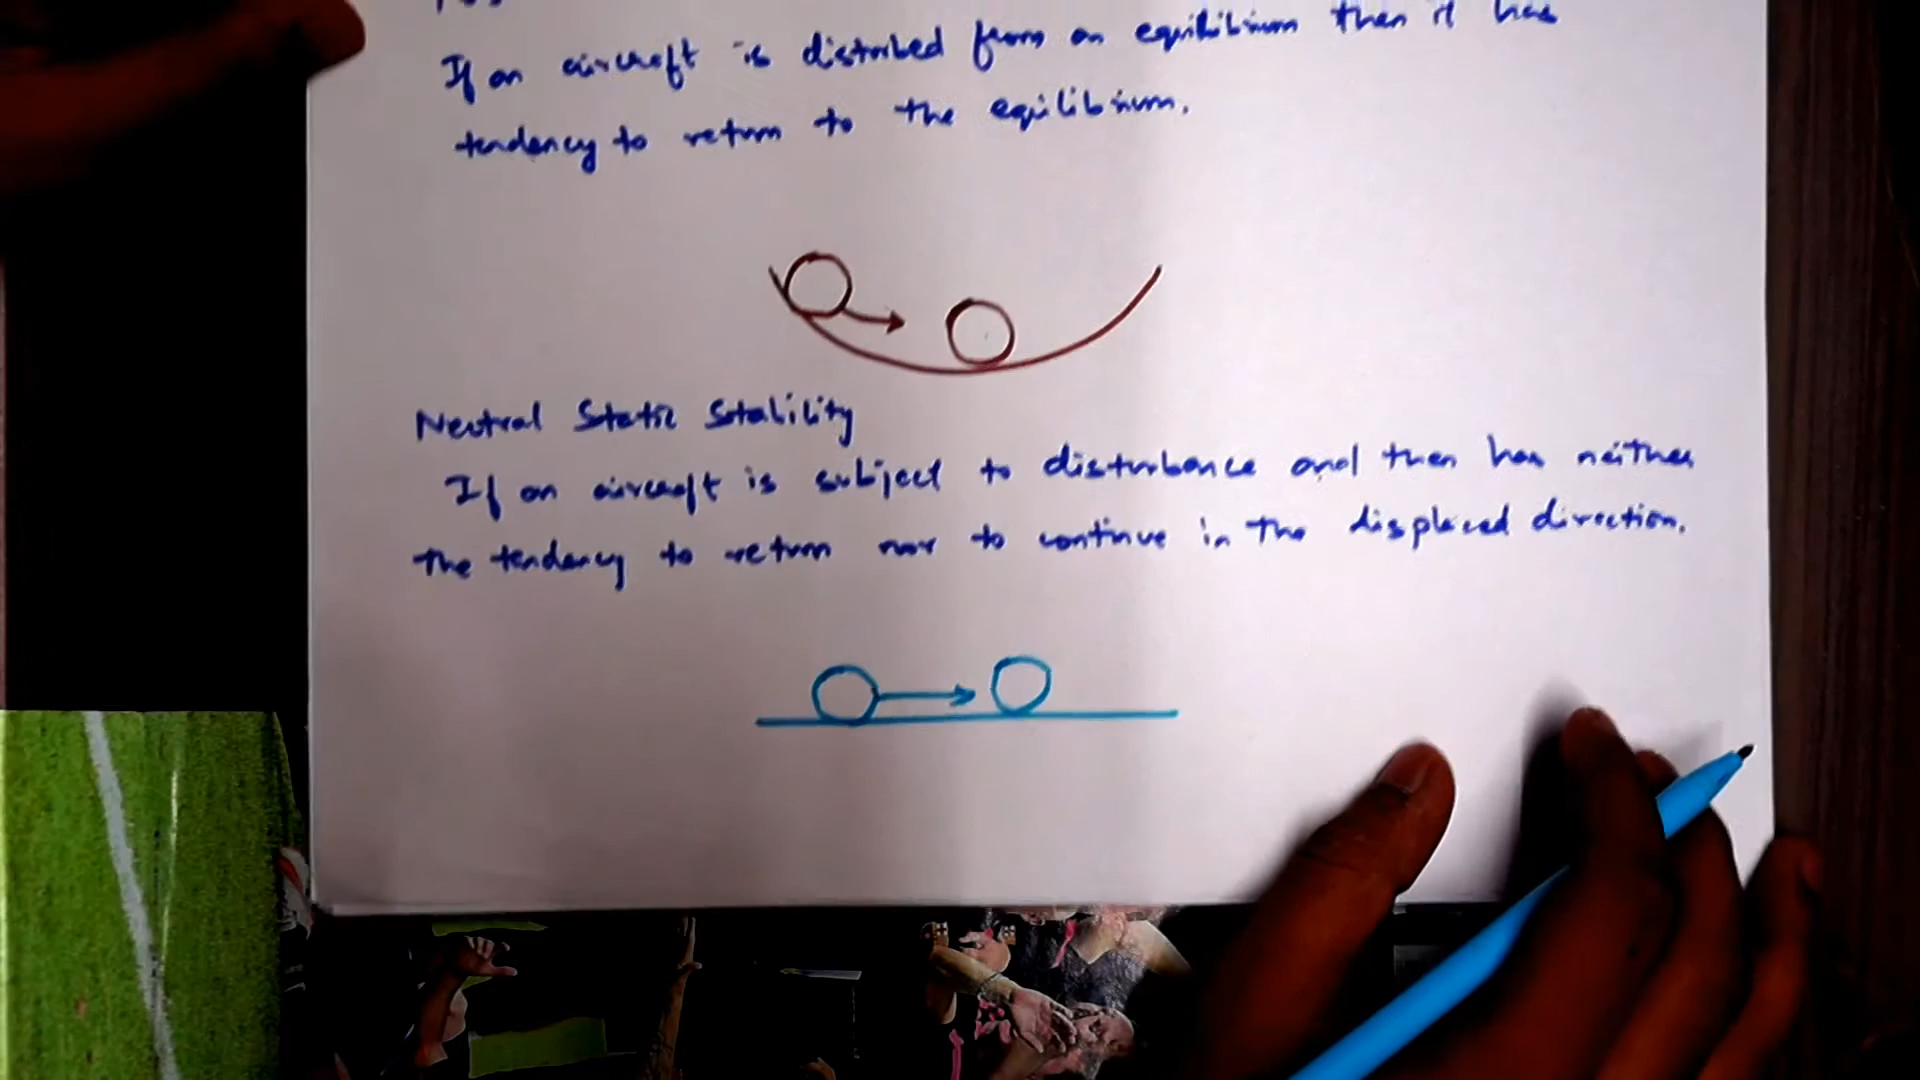 If an aircraft is distorbed from an equilibrium then it has
tendency to return to the equilibrium.
Neutral Static Stability
If an aircraft is subject to disturbance and then has neither
the tendency to return nor to continue in the displaced direction.